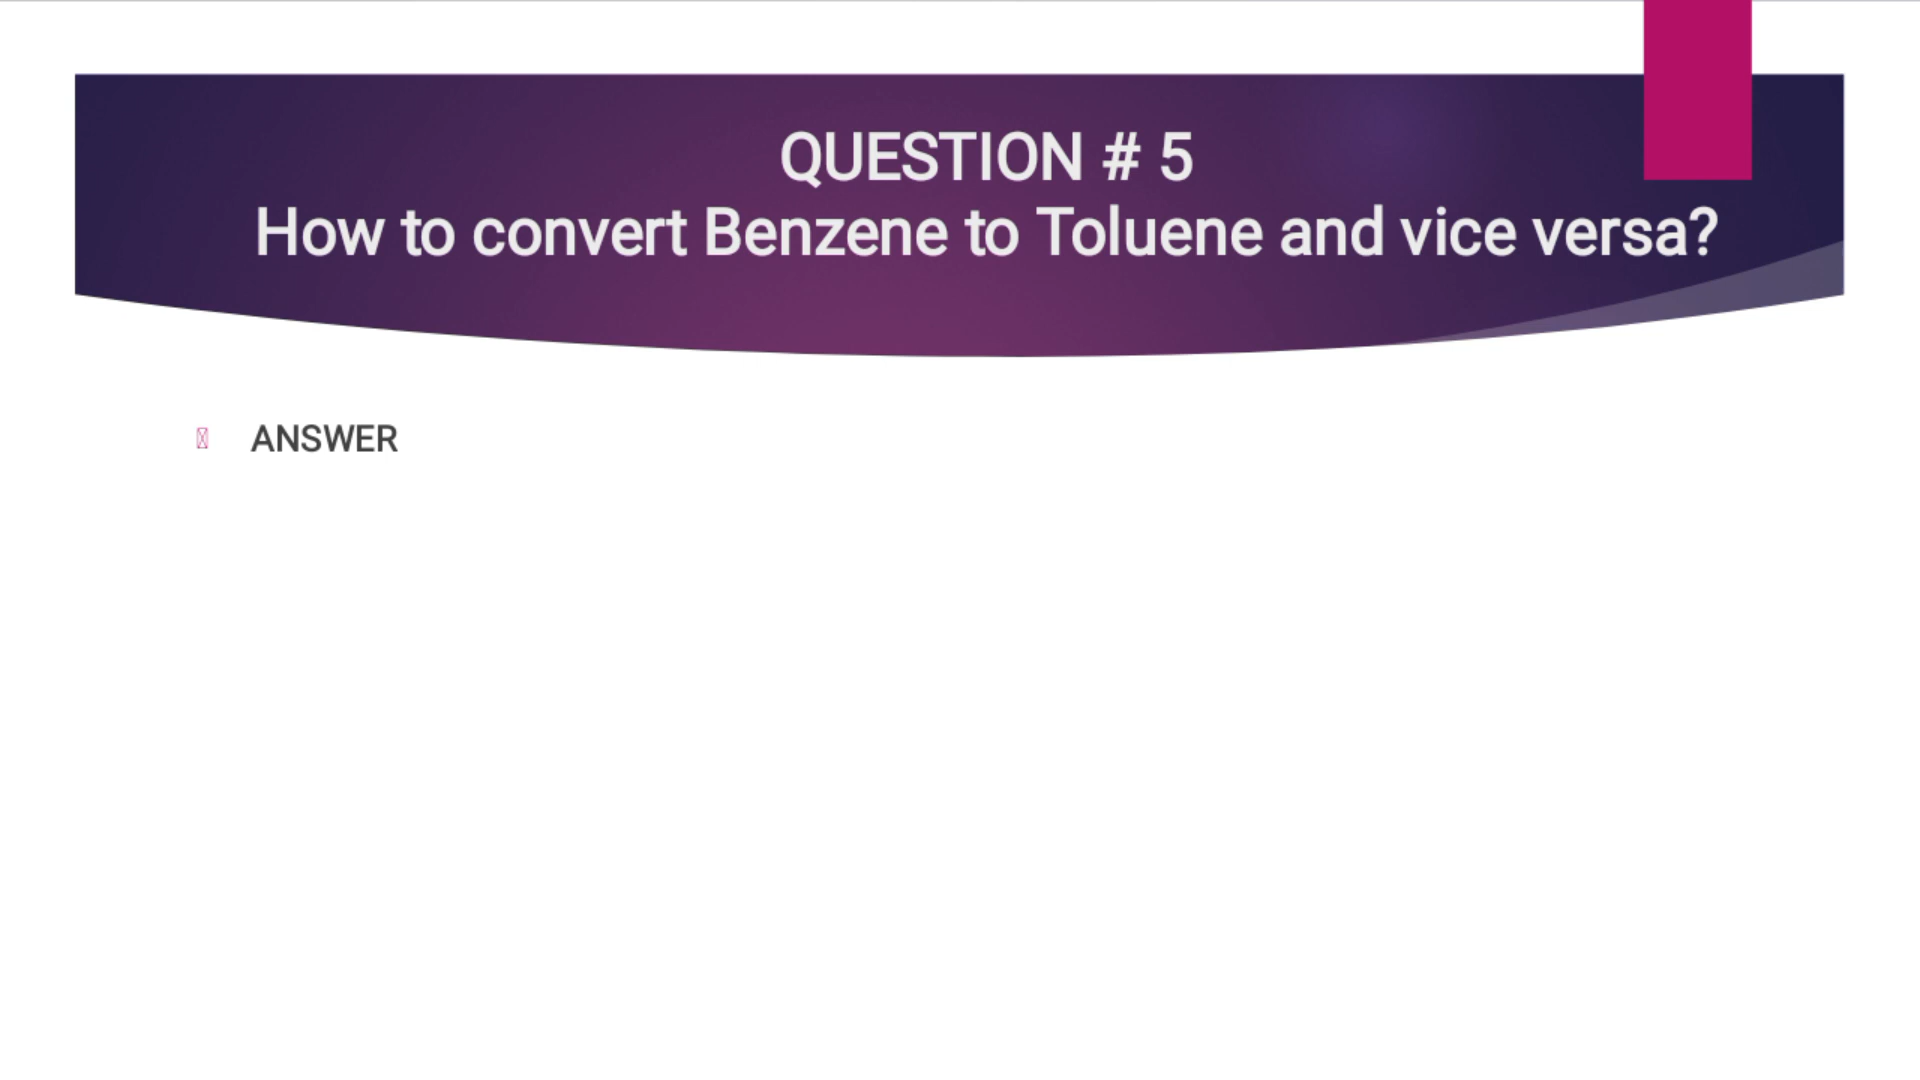 QUESTION # 5
How to convert Benzene to Toluene and vice versa?
ANSWER